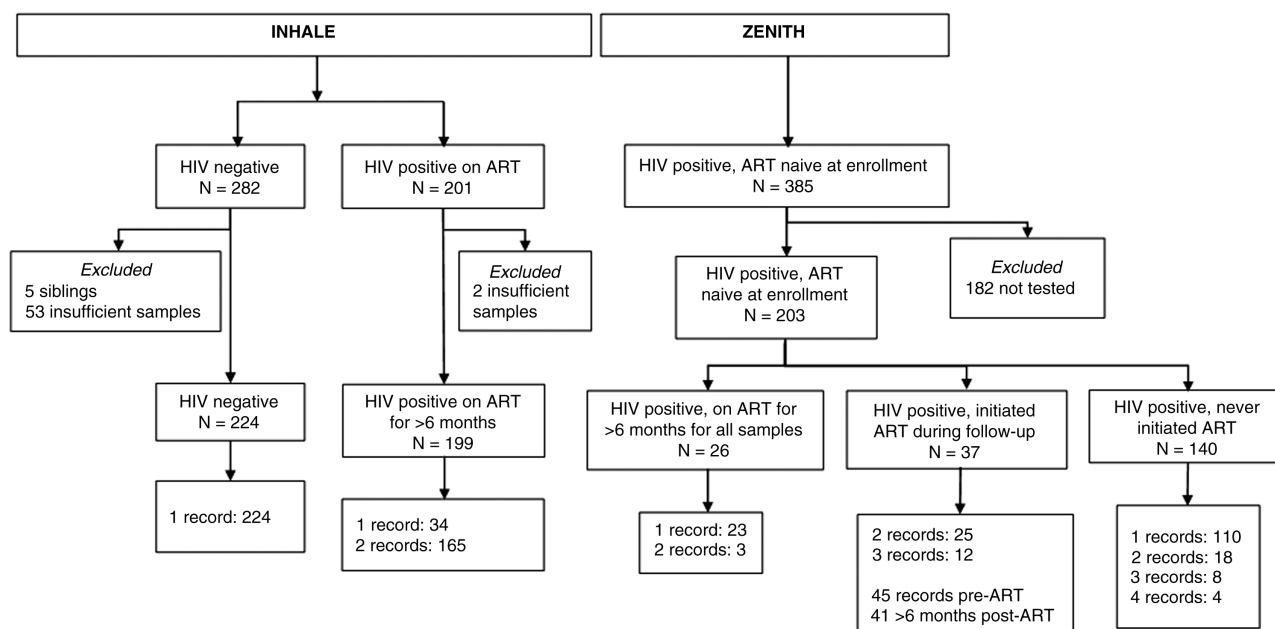 INHALE
ZENITH
HIV negative
N = 282
HIV positive on ART
N = 201
HIV positive, ART naive at enrollment
N = 385
Excluded
5 siblings
53 insufficient samples
Excluded
2 insufficient
samples
HIV positive, ART
naive at enrollment
N = 203
Excluded
182 not tested
HIV negative
N = 224
HIV positive on ART
for >6 months
N = 199
HIV positive, on ART for
>6 months for all samples
N = 26
HIV positive, initiated
ART during follow-up
N = 37
HIV positive, never
initiated ART
N = 140
1 record: 224
1 record: 34
2 records: 165
1 record: 23
2 records: 3
2 records: 25
3 records: 12
45 records pre-ART
41 >6 months post-ART
1 records: 110
2 records: 18
3 records: 8
4 records: 4